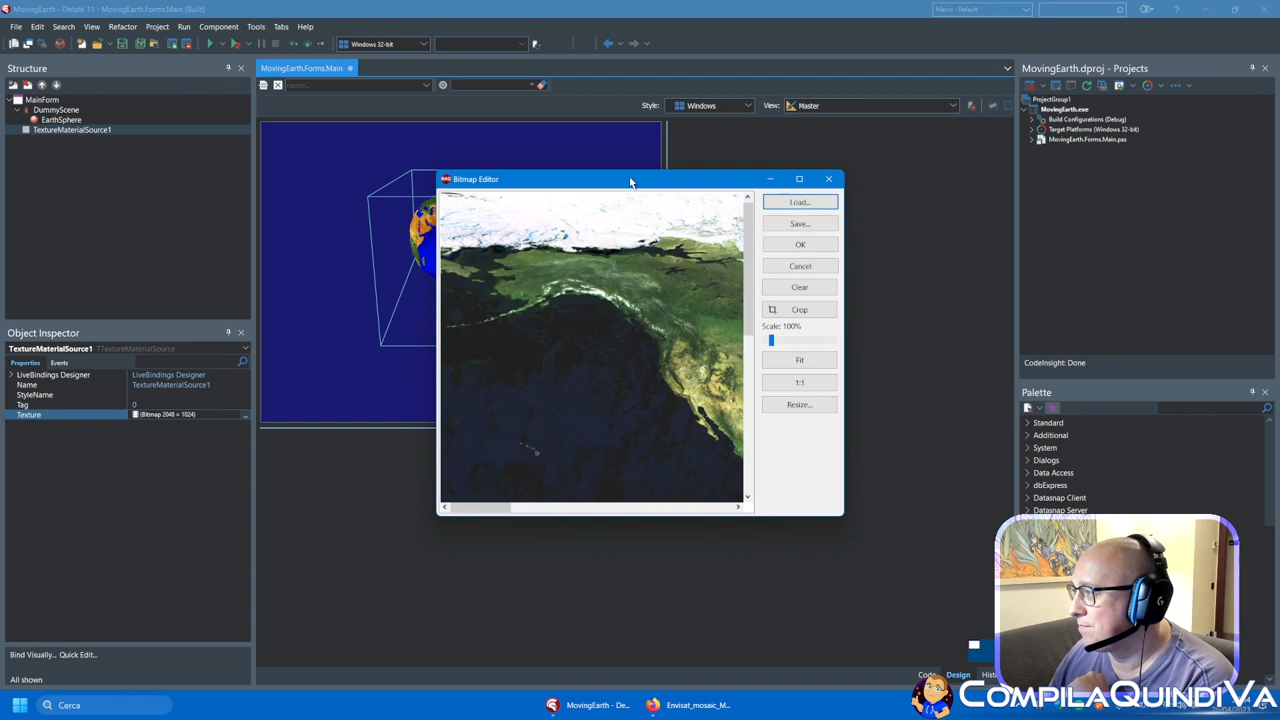 MovingEarth - Delphi 11 - MovingEarth.Forms.Main [Built]
Marco - Default
File Edit Search View Refactor Project Run Component Tools Tabs Help
Windows 32-bit
Structure
MainForm
DummyScene
EarthSphere
TextureMaterialSource1
MovingEarth.Forms.Main
name...
Style: Windows View: Master
Bitmap Editor
Load...
Save...
OK
Cancel
Clear
Crop
Scale: 100%
Fit
1:1
Resize...
Object Inspector
TextureMaterialSource1 TTextureMaterialSource
Properties Events
LiveBindings Designer LiveBindings Designer
Name TextureMaterialSource1
StyleName
Tag 0
Texture (Bitmap 2048 × 1024) ...
Bind Visually... Quick Edit...
All shown
MovingEarth.dproj - Projects
ProjectGroup1
MovingEarth.exe
Build Configurations (Debug)
Target Platforms (Windows 32-bit)
MovingEarth.Forms.Main.pas
CodeInsight: Done
Palette
Standard
Additional
System
Dialogs
Data Access
dbExpress
Datasnap Client
Datasnap Server
Code Design
Cerca
MovingEarth - De...
Envisat_mosaic_M...
COMPILAQUINDIVA